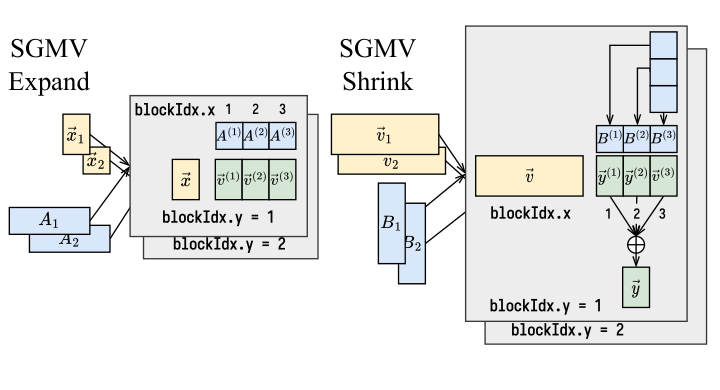 SGMV
Expand
x⃗₁
x⃗₂
A₁
A₂
blockIdx.x 1 2 3
A⁽¹⁾ A⁽²⁾ A⁽³⁾
x⃗ v⃗⁽¹⁾ v⃗⁽²⁾ v⃗⁽³⁾
blockIdx.y = 1
blockIdx.y = 2
SGMV
Shrink
v⃗₁
v₂
B₁
B₂
B⁽¹⁾ B⁽²⁾ B⁽³⁾
v⃗ y⃗⁽¹⁾ y⃗⁽²⁾ v⃗⁽³⁾
blockIdx.x 1 2 3
y⃗
blockIdx.y = 1
blockIdx.y = 2